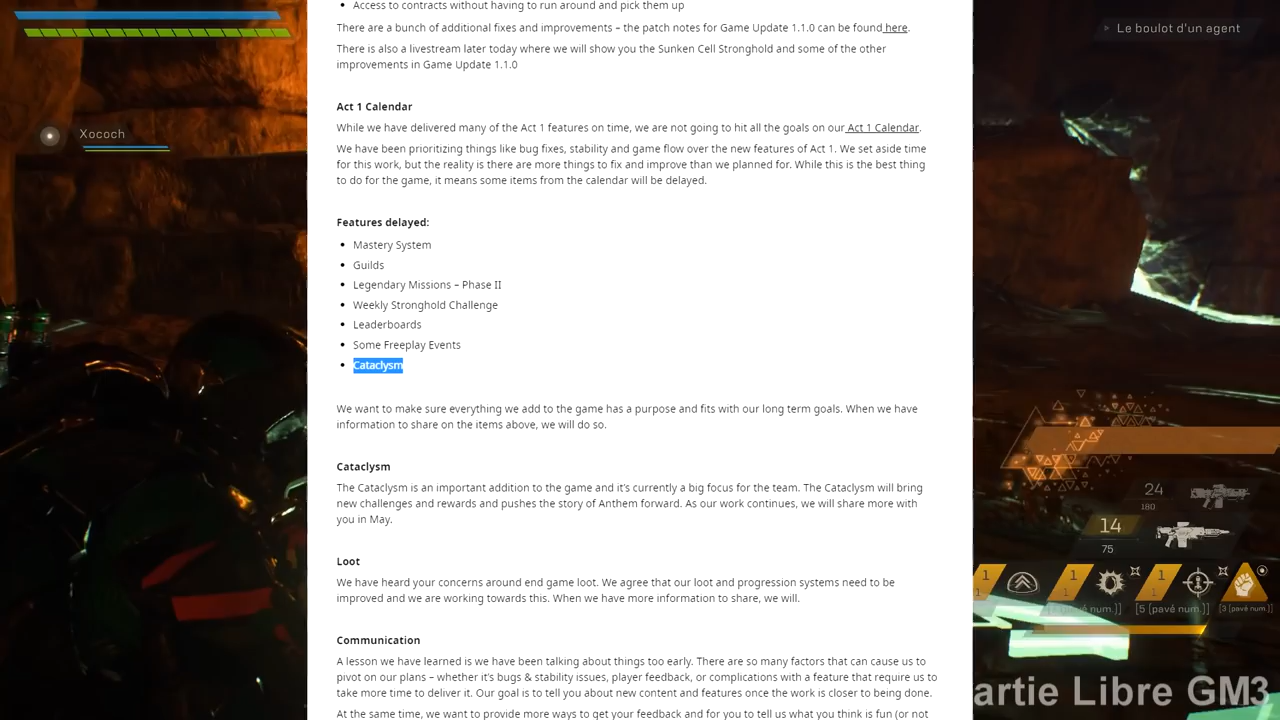 Access to contracts without having to run around and pick them up
There are a bunch of additional fixes and improvements – the patch notes for Game Update 1.1.0 can be found here.
There is also a livestream later today where we will show you the Sunken Cell Stronghold and some of the other
improvements in Game Update 1.1.0
Le boulot d'un agent
Xococh
Act 1 Calendar
While we have delivered many of the Act 1 features on time, we are not going to hit all the goals on our Act 1 Calendar.
We have been prioritizing things like bug fixes, stability and game flow over the new features of Act 1. We set aside time
for this work, but the reality is there are more things to fix and improve than we planned for. While this is the best thing
to do for the game, it means some items from the calendar will be delayed.
Features delayed:
Mastery System
Guilds
Legendary Missions – Phase II
Weekly Stronghold Challenge
Leaderboards
Some Freeplay Events
Cataclysm
We want to make sure everything we add to the game has a purpose and fits with our long term goals. When we have
information to share on the items above, we will do so.
Cataclysm
The Cataclysm is an important addition to the game and it's currently a big focus for the team. The Cataclysm will bring
new challenges and rewards and pushes the story of Anthem forward. As our work continues, we will share more with
you in May.
Loot
We have heard your concerns around end game loot. We agree that our loot and progression systems need to be
improved and we are working towards this. When we have more information to share, we will.
Communication
A lesson we have learned is we have been talking about things too early. There are so many factors that can cause us to
pivot on our plans – whether it's bugs & stability issues, player feedback, or complications with a feature that require us to
take more time to deliver it. Our goal is to tell you about new content and features once the work is closer to being done.
At the same time, we want to provide more ways to get your feedback and for you to tell us what you think is fun (or not
24
180
14
75
1 1 1
1 1 1
pavé num.]] [5 (pavé num.]] [3 (pavé num.]]
artie Libre GM3